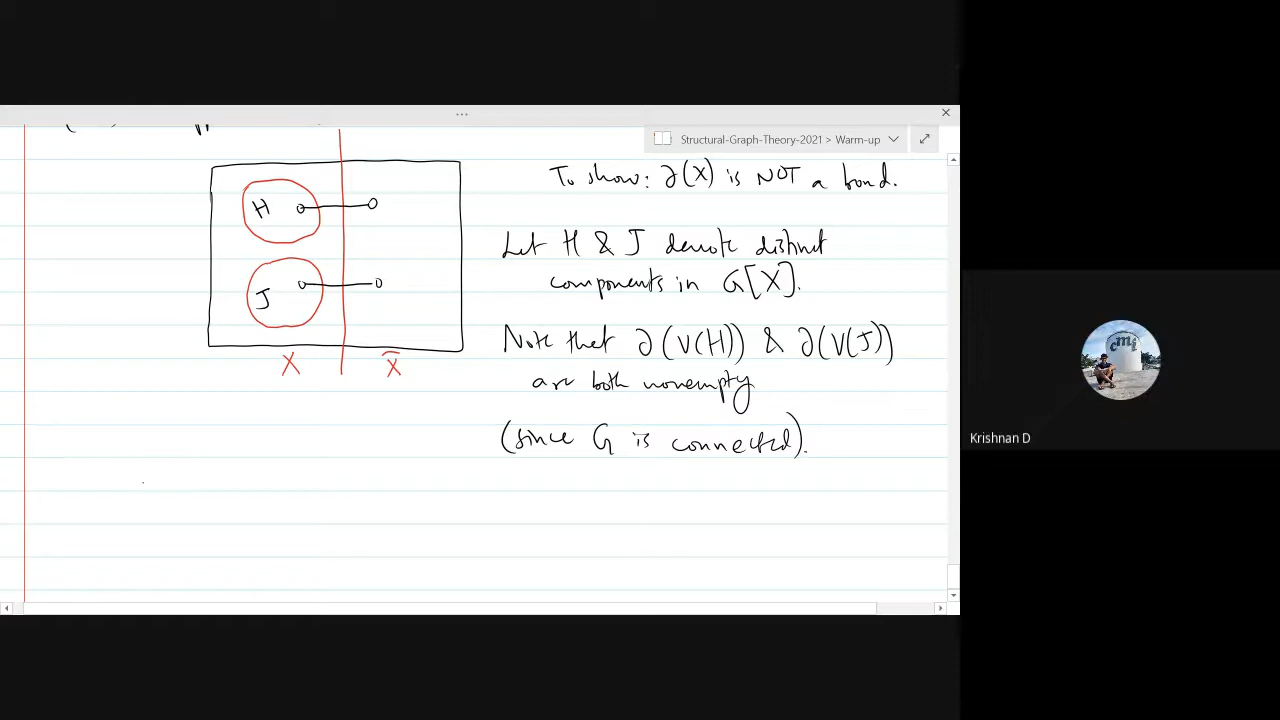 Structural-Graph-Theory-2021 > Warm-up
To show: ∂(X) is NOT a bond.
H
Let H & J denote distinct
components in G[X].
J
Note that ∂(V(H)) & ∂(V(J))
X X̅
are both nonempty
(since G is connected).
cmi
Krishnan D